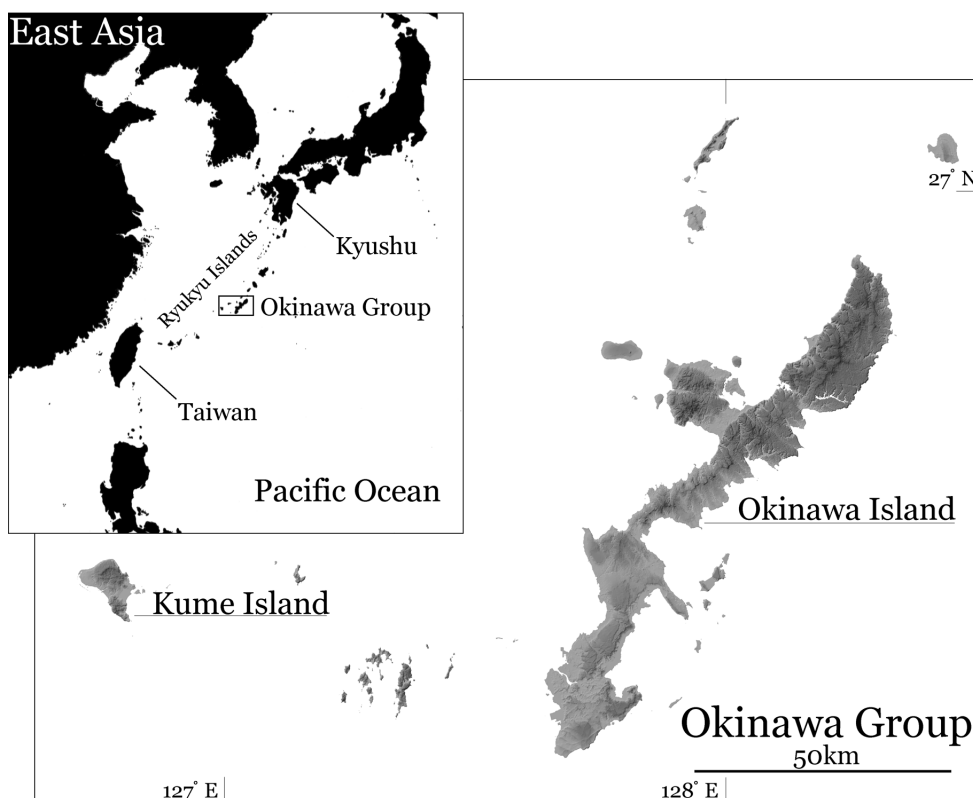 East Asia
Kyushu
Ryukyu Islands
Okinawa Group
Taiwan
Pacific Ocean
27° N
Okinawa Island
Kume Island
Okinawa Group
50km
127° E
128° E